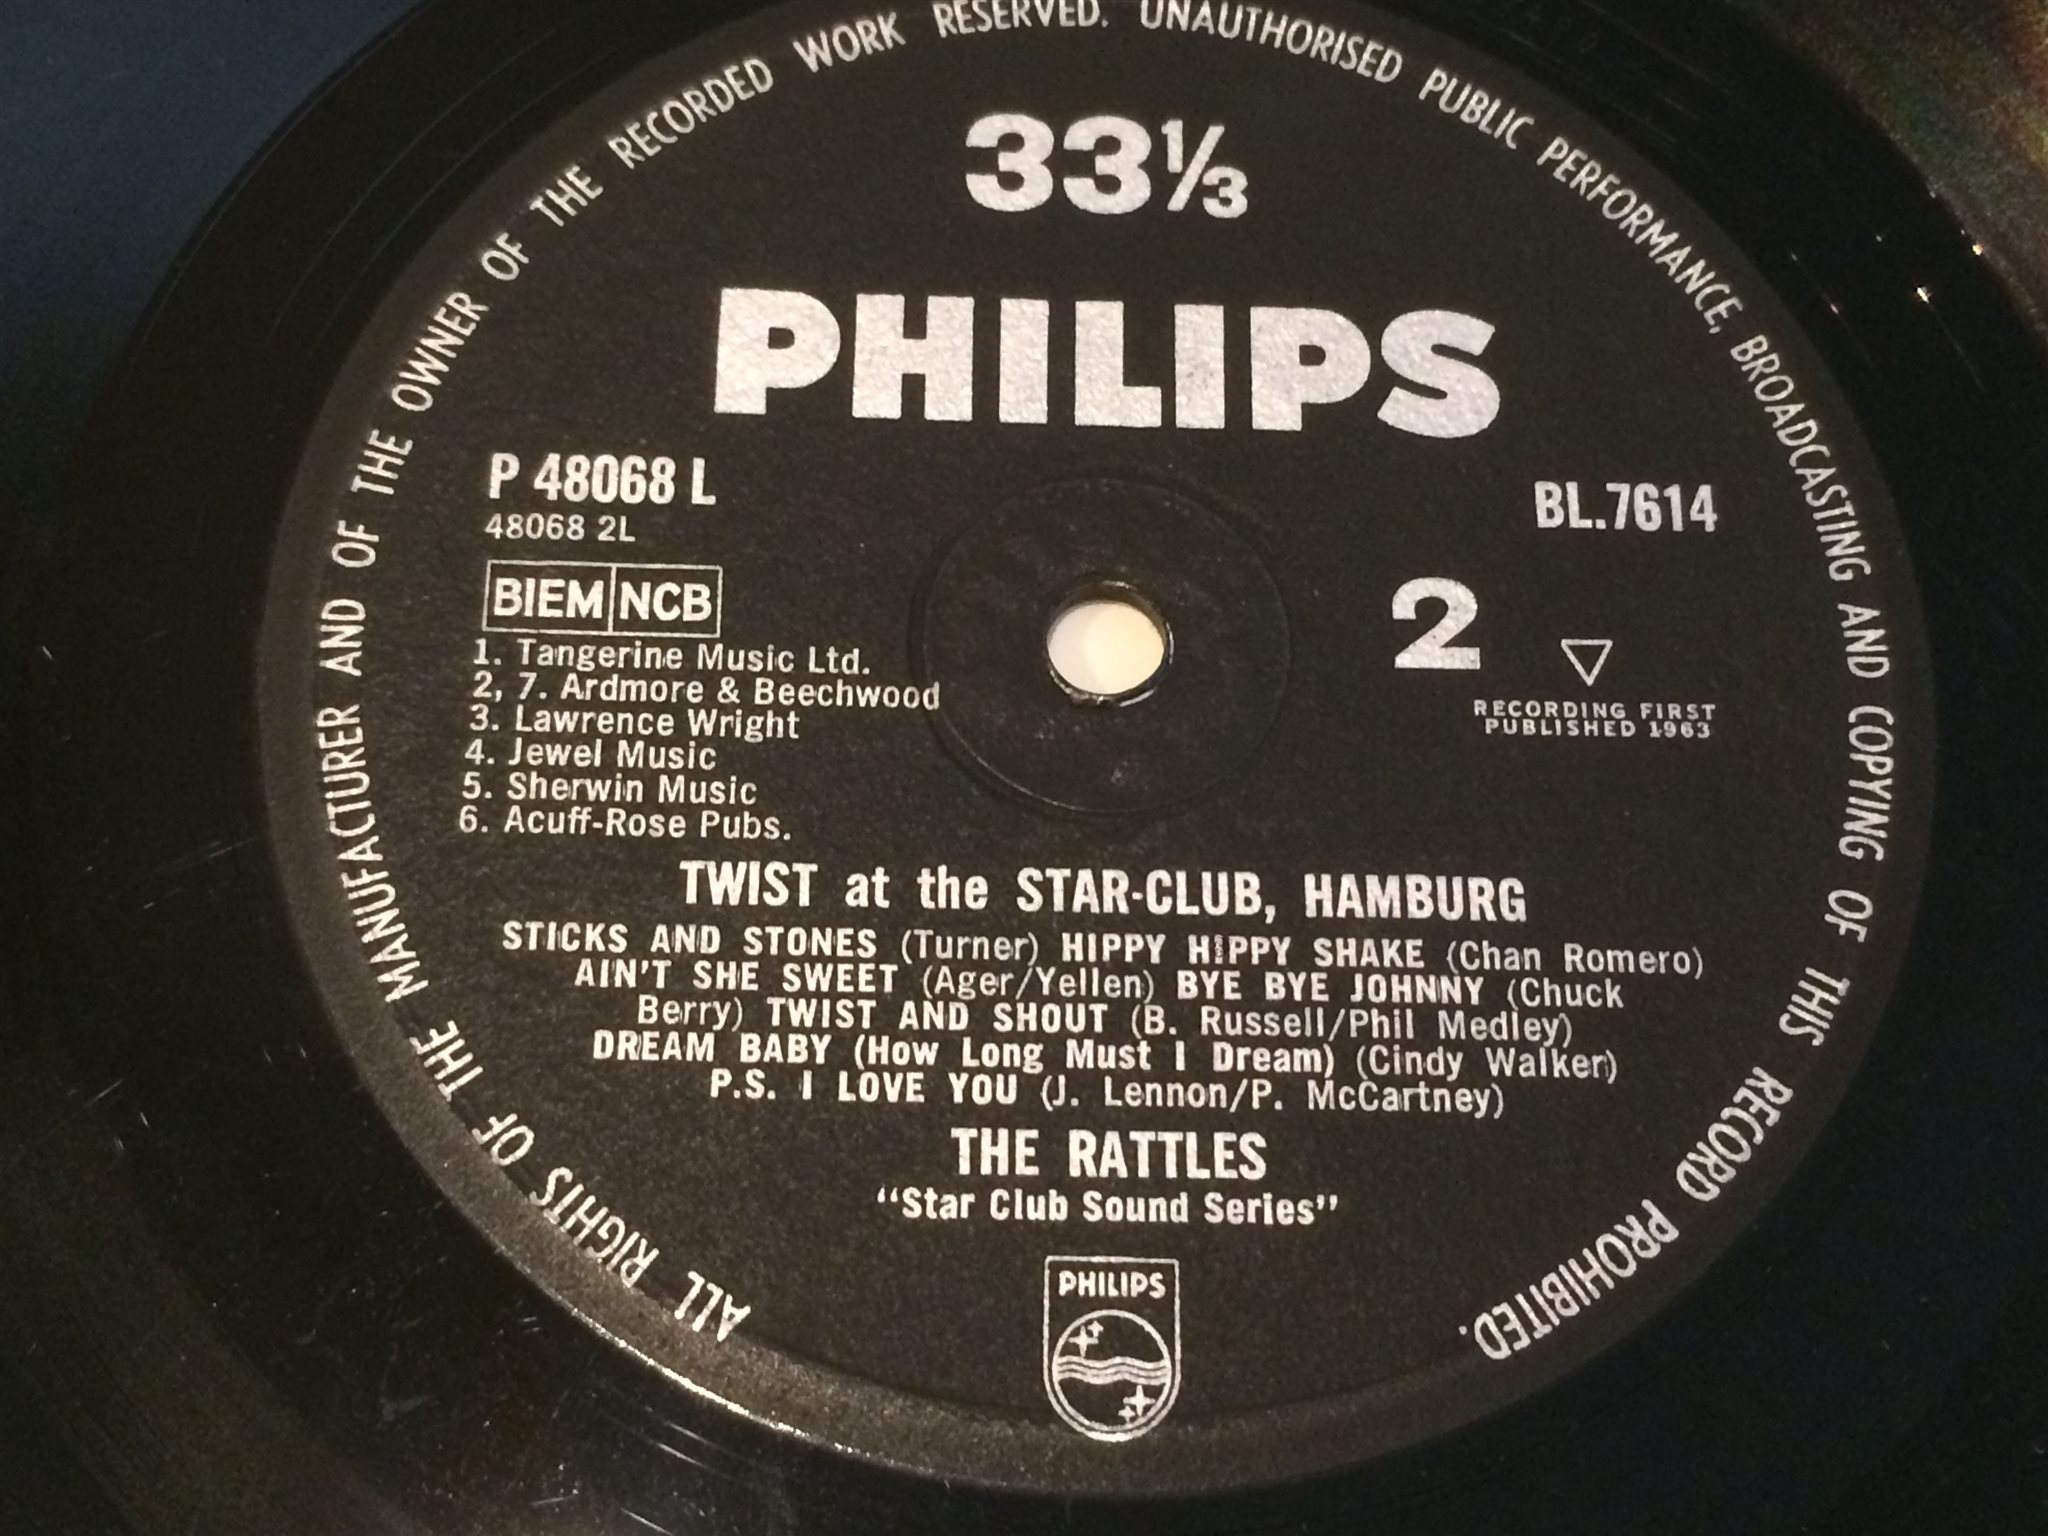 ALL RIGHTS OF THE MANUFACTURER AND OF THE OWNER OF THE RECORDED WORK RESERVED. UNAUTHORISED PUBLIC PERFORMANCE, BROADCASTING AND COPYING OF THIS RECORD PROHIBITED.
33⅓
PHILIPS
P 48068 L
48068 2L
BIEM NCB
BL.7614
2
RECORDING FIRST
PUBLISHED 1963
1. Tangerine Music Ltd.
2, 7. Ardmore & Beechwood
3. Lawrence Wright
4. Jewel Music
5. Sherwin Music
6. Acuff-Rose Pubs.
TWIST at the STAR-CLUB, HAMBURG
STICKS AND STONES (Turner) HIPPY HIPPY SHAKE (Chan Romero)
AIN'T SHE SWEET (Ager/Yellen) BYE BYE JOHNNY (Chuck
Berry) TWIST AND SHOUT (B. Russell/Phil Medley)
DREAM BABY (How Long Must I Dream) (Cindy Walker)
P.S. I LOVE YOU (J. Lennon/P. McCartney)
THE RATTLES
"Star Club Sound Series"
PHILIPS